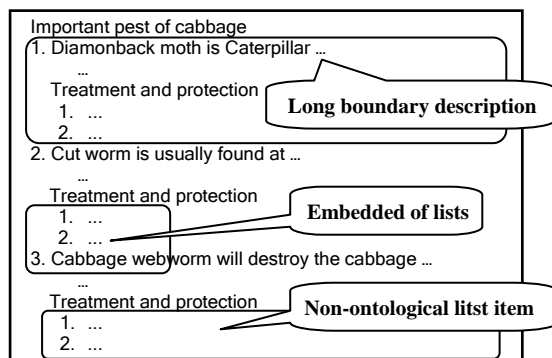 Important pest of cabbage
1. Diamonback moth is Caterpillar ...
...
Treatment and protection
1. ...
2. ...
Long boundary description
2. Cut worm is usually found at ...
...
Treatment and protection
1. ...
2. ...
Embedded of lists
3. Cabbage webworm will destroy the cabbage ...
...
Treatment and protection
1. ...
2. ...
Non-ontological litst item